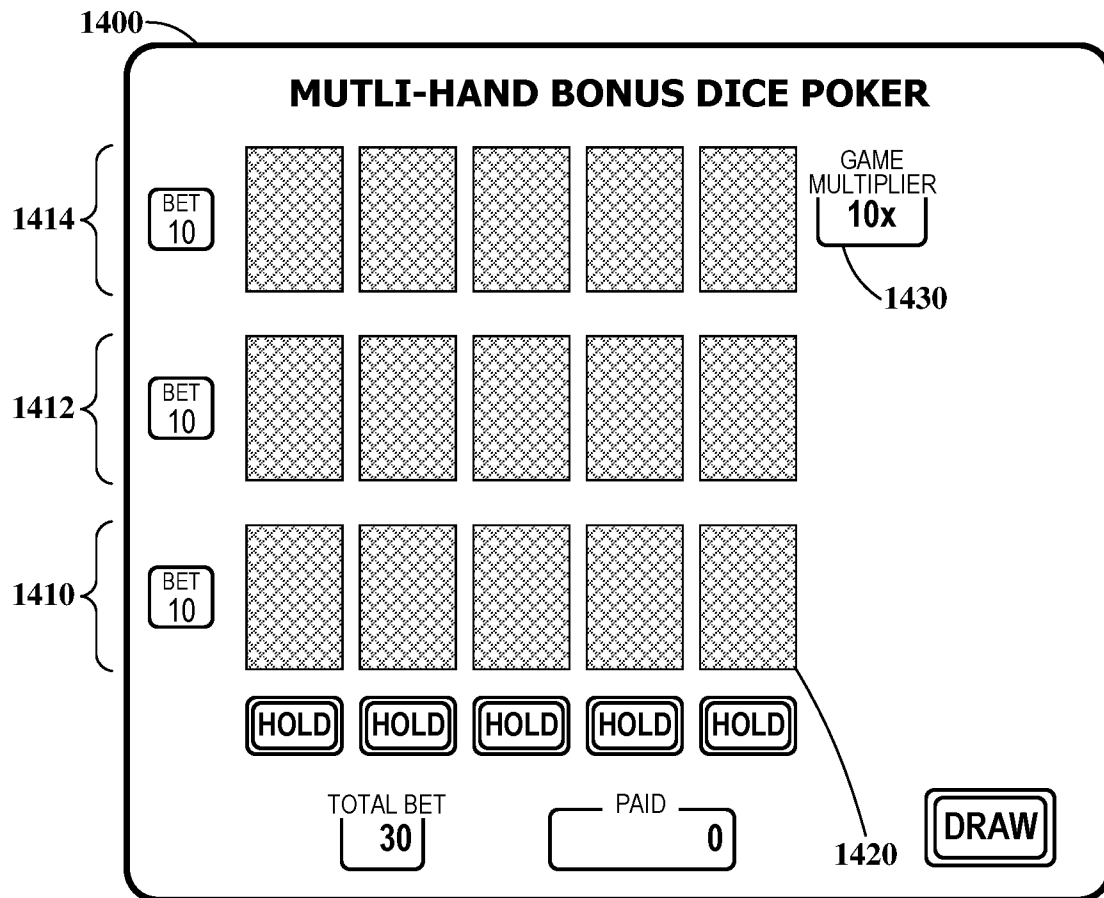 1400
MUTLI-HAND BONUS DICE POKER
GAME
MULTIPLIER
10x
1414
BET
10
1430
1412
BET
10
1410
BET
10
HOLD HOLD HOLD HOLD HOLD
TOTAL BET
30
PAID
0
DRAW
1420